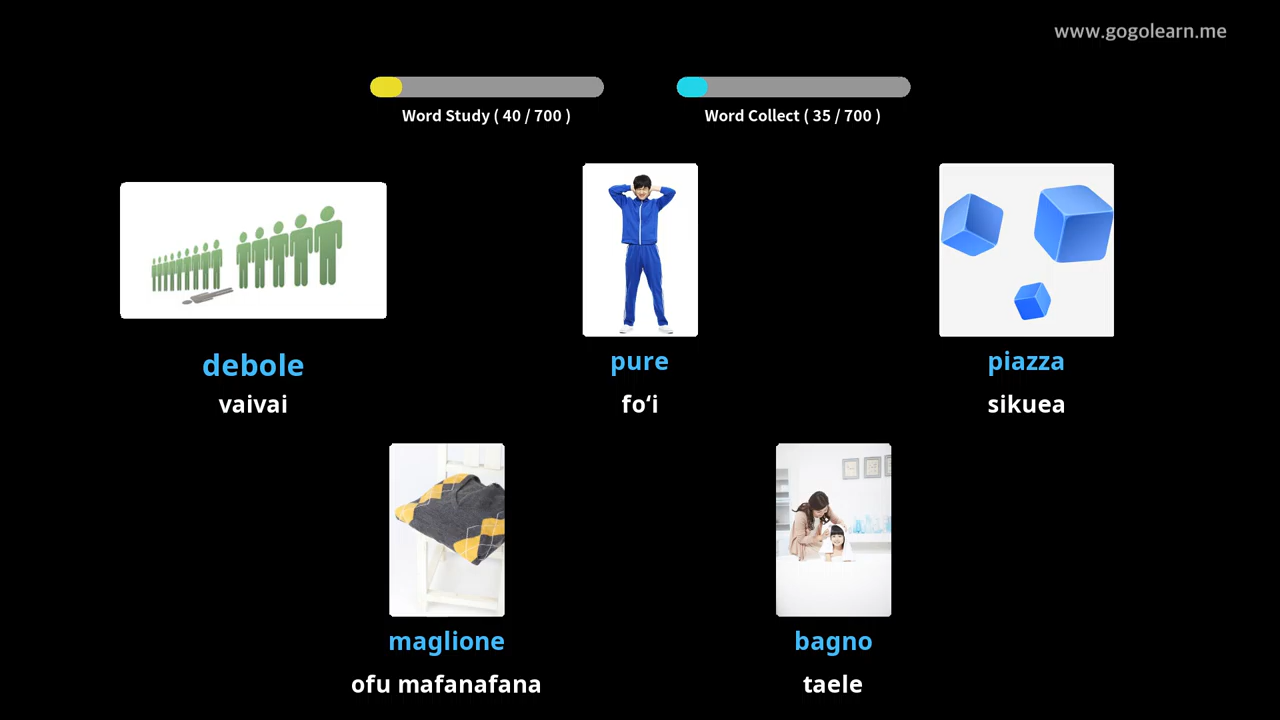 www.gogolearn.me
Word Study ( 40 / 700 )
Word Collect ( 35 / 700 )
debole
vaivai
pure
foʻi
piazza
sikuea
maglione
ofu mafanafana
bagno
taele